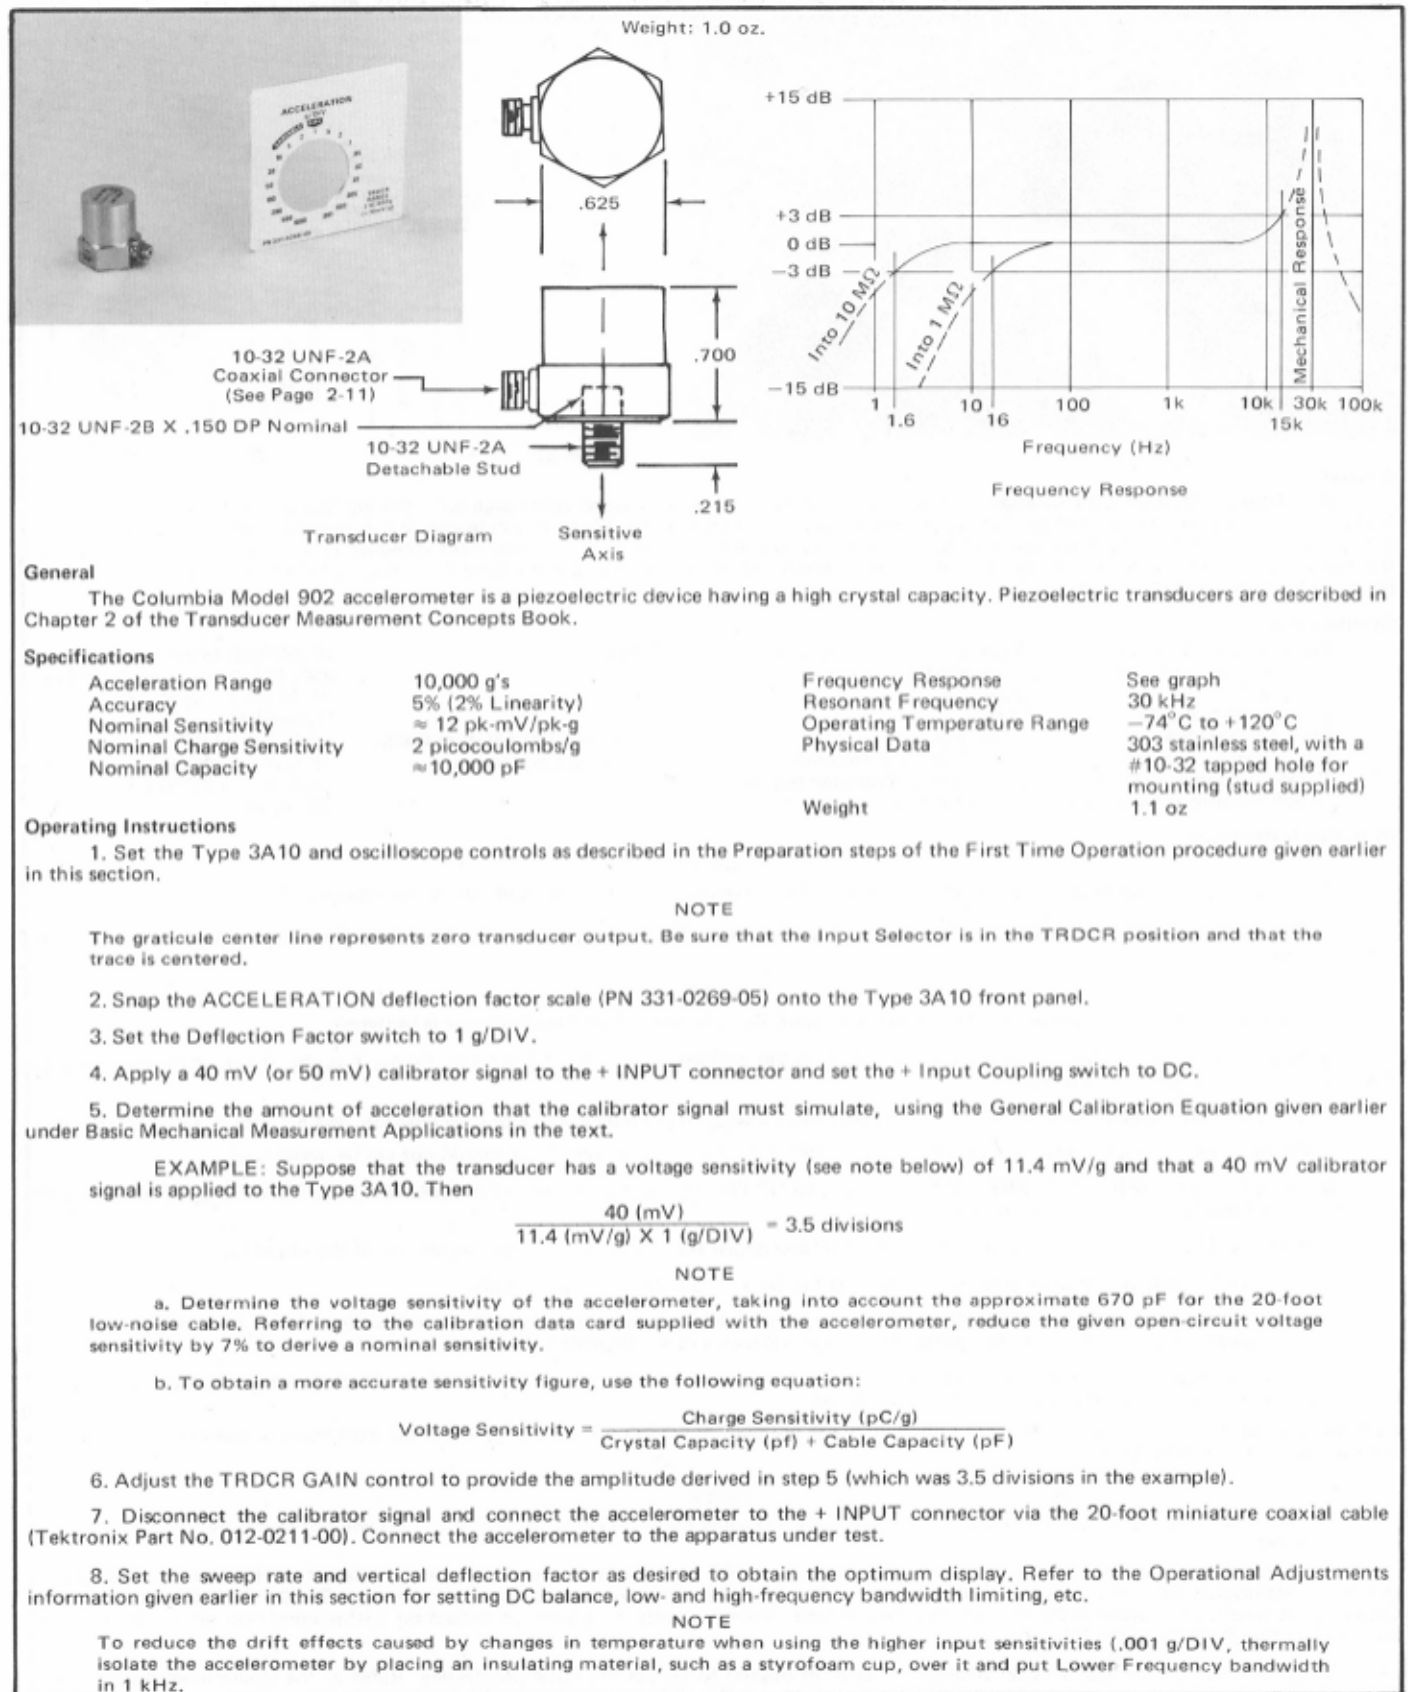 Weight: 1.0 oz.
ACCELERATION
.625
.700
.215
10-32 UNF-2A
Coaxial Connector
(See Page 2-11)
10-32 UNF-2B X .150 DP Nominal
10-32 UNF-2A
Detachable Stud
Transducer Diagram
Sensitive
Axis
+15 dB
+3 dB
0 dB
−3 dB
−15 dB
Into 10 MΩ
Into 1 MΩ
Mechanical Response
1 10 100 1k 10k 30k 100k
1.6 16 15k
Frequency (Hz)
Frequency Response
General
The Columbia Model 902 accelerometer is a piezoelectric device having a high crystal capacity. Piezoelectric transducers are described in
Chapter 2 of the Transducer Measurement Concepts Book.
Specifications
Acceleration Range 10,000 g's
Accuracy 5% (2% Linearity)
Nominal Sensitivity ≈ 12 pk-mV/pk-g
Nominal Charge Sensitivity 2 picocoulombs/g
Nominal Capacity ≈10,000 pF
Frequency Response See graph
Resonant Frequency 30 kHz
Operating Temperature Range −74°C to +120°C
Physical Data 303 stainless steel, with a
#10-32 tapped hole for
mounting (stud supplied)
Weight 1.1 oz
Operating Instructions
1. Set the Type 3A10 and oscilloscope controls as described in the Preparation steps of the First Time Operation procedure given earlier
in this section.
NOTE
The graticule center line represents zero transducer output. Be sure that the Input Selector is in the TRDCR position and that the
trace is centered.
2. Snap the ACCELERATION deflection factor scale (PN 331-0269-05) onto the Type 3A10 front panel.
3. Set the Deflection Factor switch to 1 g/DIV.
4. Apply a 40 mV (or 50 mV) calibrator signal to the + INPUT connector and set the + Input Coupling switch to DC.
5. Determine the amount of acceleration that the calibrator signal must simulate, using the General Calibration Equation given earlier
under Basic Mechanical Measurement Applications in the text.
EXAMPLE: Suppose that the transducer has a voltage sensitivity (see note below) of 11.4 mV/g and that a 40 mV calibrator
signal is applied to the Type 3A10. Then
40 (mV)
11.4 (mV/g) X 1 (g/DIV) = 3.5 divisions
NOTE
a. Determine the voltage sensitivity of the accelerometer, taking into account the approximate 670 pF for the 20-foot
low-noise cable. Referring to the calibration data card supplied with the accelerometer, reduce the given open-circuit voltage
sensitivity by 7% to derive a nominal sensitivity.
b. To obtain a more accurate sensitivity figure, use the following equation:
Voltage Sensitivity = Charge Sensitivity (pC/g)
Crystal Capacity (pf) + Cable Capacity (pF)
6. Adjust the TRDCR GAIN control to provide the amplitude derived in step 5 (which was 3.5 divisions in the example).
7. Disconnect the calibrator signal and connect the accelerometer to the + INPUT connector via the 20-foot miniature coaxial cable
(Tektronix Part No. 012-0211-00). Connect the accelerometer to the apparatus under test.
8. Set the sweep rate and vertical deflection factor as desired to obtain the optimum display. Refer to the Operational Adjustments
information given earlier in this section for setting DC balance, low- and high-frequency bandwidth limiting, etc.
NOTE
To reduce the drift effects caused by changes in temperature when using the higher input sensitivities (.001 g/DIV, thermally
isolate the accelerometer by placing an insulating material, such as a styrofoam cup, over it and put Lower Frequency bandwidth
in 1 kHz.